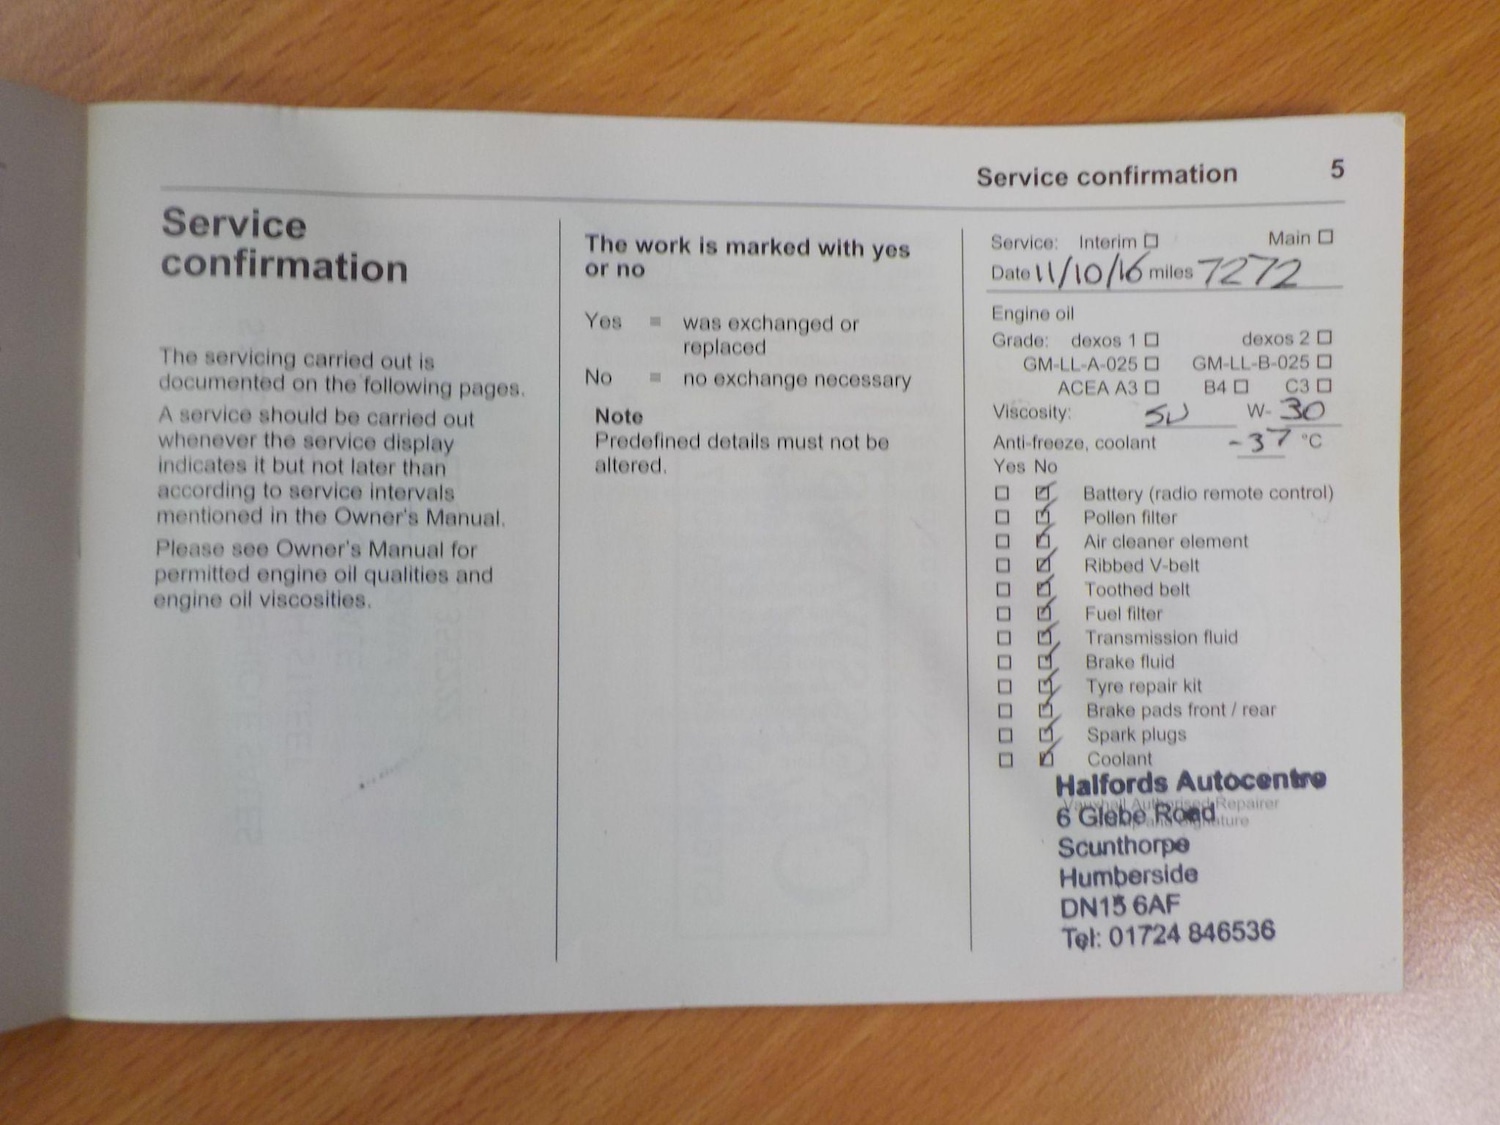 Service confirmation 5
Service
confirmation
The servicing carried out is
documented on the following pages.
A service should be carried out
whenever the service display
indicates it but not later than
according to service intervals
mentioned in the Owner's Manual.
Please see Owner's Manual for
permitted engine oil qualities and
engine oil viscosities.
The work is marked with yes
or no
Yes = was exchanged or
replaced
No = no exchange necessary
Note
Predefined details must not be
altered.
Service: Interim ☐ Main ☐
Date 11/10/16 miles 7272
Engine oil
Grade: dexos 1 ☐ dexos 2 ☐
GM-LL-A-025 ☐ GM-LL-B-025 ☐
ACEA A3 ☐ B4 ☐ C3 ☐
Viscosity: W- 30
Anti-freeze, coolant -37 °C
Yes No
☐ ☑ Battery (radio remote control)
☐ ☑ Pollen filter
☐ ☑ Air cleaner element
☐ ☑ Ribbed V-belt
☐ ☑ Toothed belt
☐ ☑ Fuel filter
☐ ☑ Transmission fluid
☐ ☑ Brake fluid
☐ ☑ Tyre repair kit
☐ ☑ Brake pads front / rear
☐ ☑ Spark plugs
☐ ☑ Coolant
Halfords Autocentre
Vauxhall Authorised Repairer
6 Glebe Road
Scunthorpe
Humberside
DN15 6AF
Tel: 01724 846536